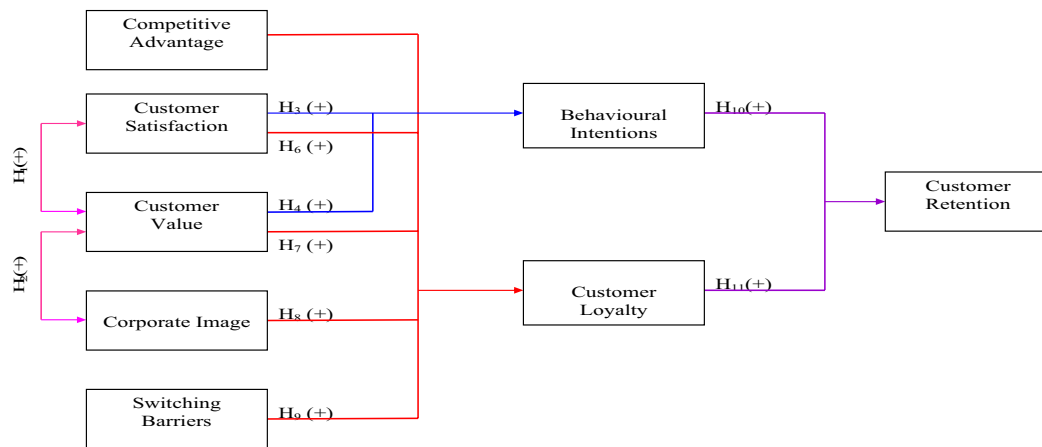 Competitive
Advantage
Customer
Satisfaction
H₃ (+)
H₆ (+)
H₁(+)
Customer
Value
H₄ (+)
H₇ (+)
H₂(+)
Corporate Image
H₈ (+)
Switching
Barriers
H₉ (+)
Behavioural
Intentions
H₁₀(+)
Customer
Loyalty
H₁₁(+)
Customer
Retention